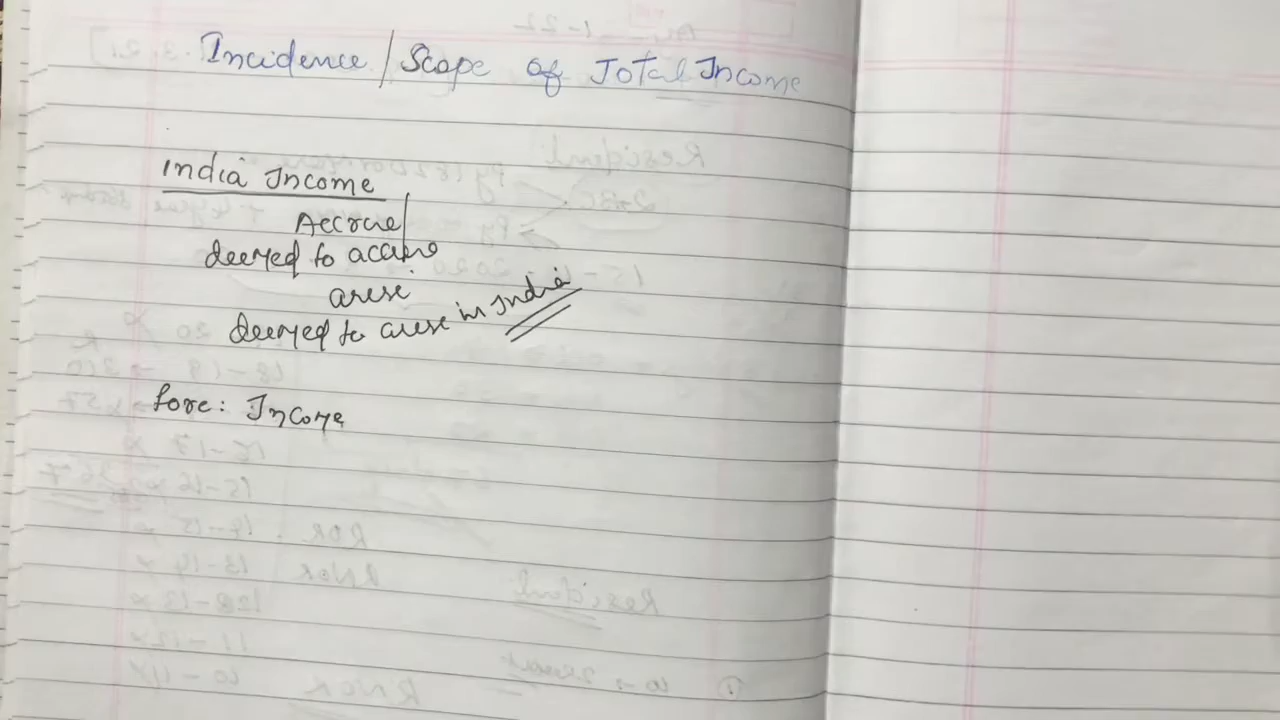 Incidence / Scope of Total Income
India Income
Accrue/
deemed to accrue
arise
deemed to arise in India
fore: Income